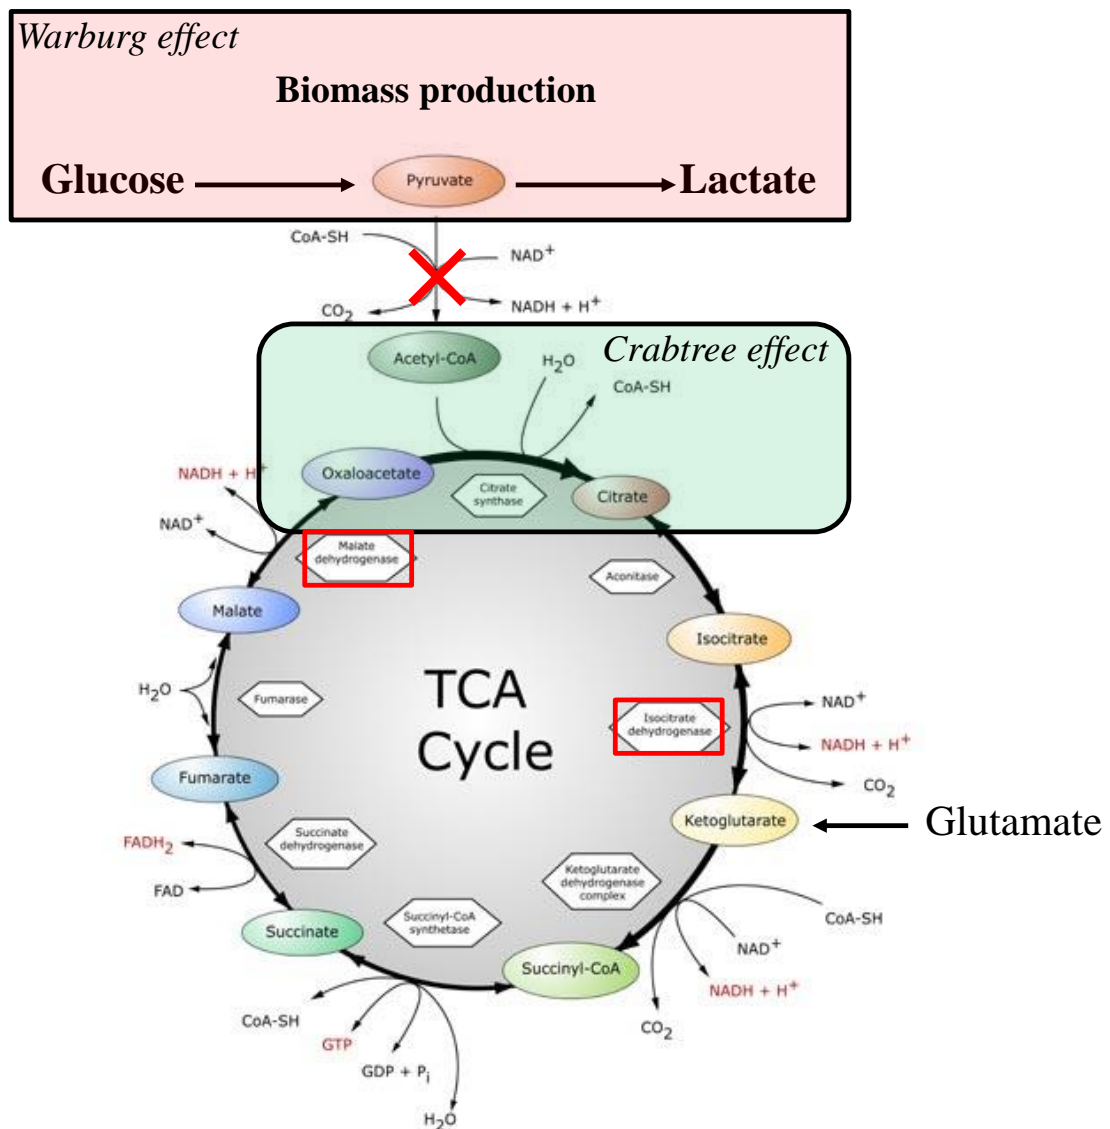 Warburg effect
Biomass production
Glucose
Pyruvate
Lactate
CoA-SH
NAD+
CO2
NADH + H+
Acetyl-CoA
H2O
Crabtree effect
CoA-SH
NADH + H+
Oxaloacetate
Citrate
synthase
Citrate
NAD+
Malate
dehydrogenase
Aconitase
Malate
Isocitrate
H2O
Fumarase
TCA
Cycle
Isocitrate
dehydrogenase
NAD+
NADH + H+
CO2
Fumarate
Ketoglutarate
Glutamate
FADH2
FAD
Succinate
dehydrogenase
Ketoglutarate
dehydrogenase
complex
Succinate
Succinyl-CoA
synthetase
Succinyl-CoA
CoA-SH
NAD+
NADH + H+
CO2
CoA-SH
GTP
GDP + Pi
H2O